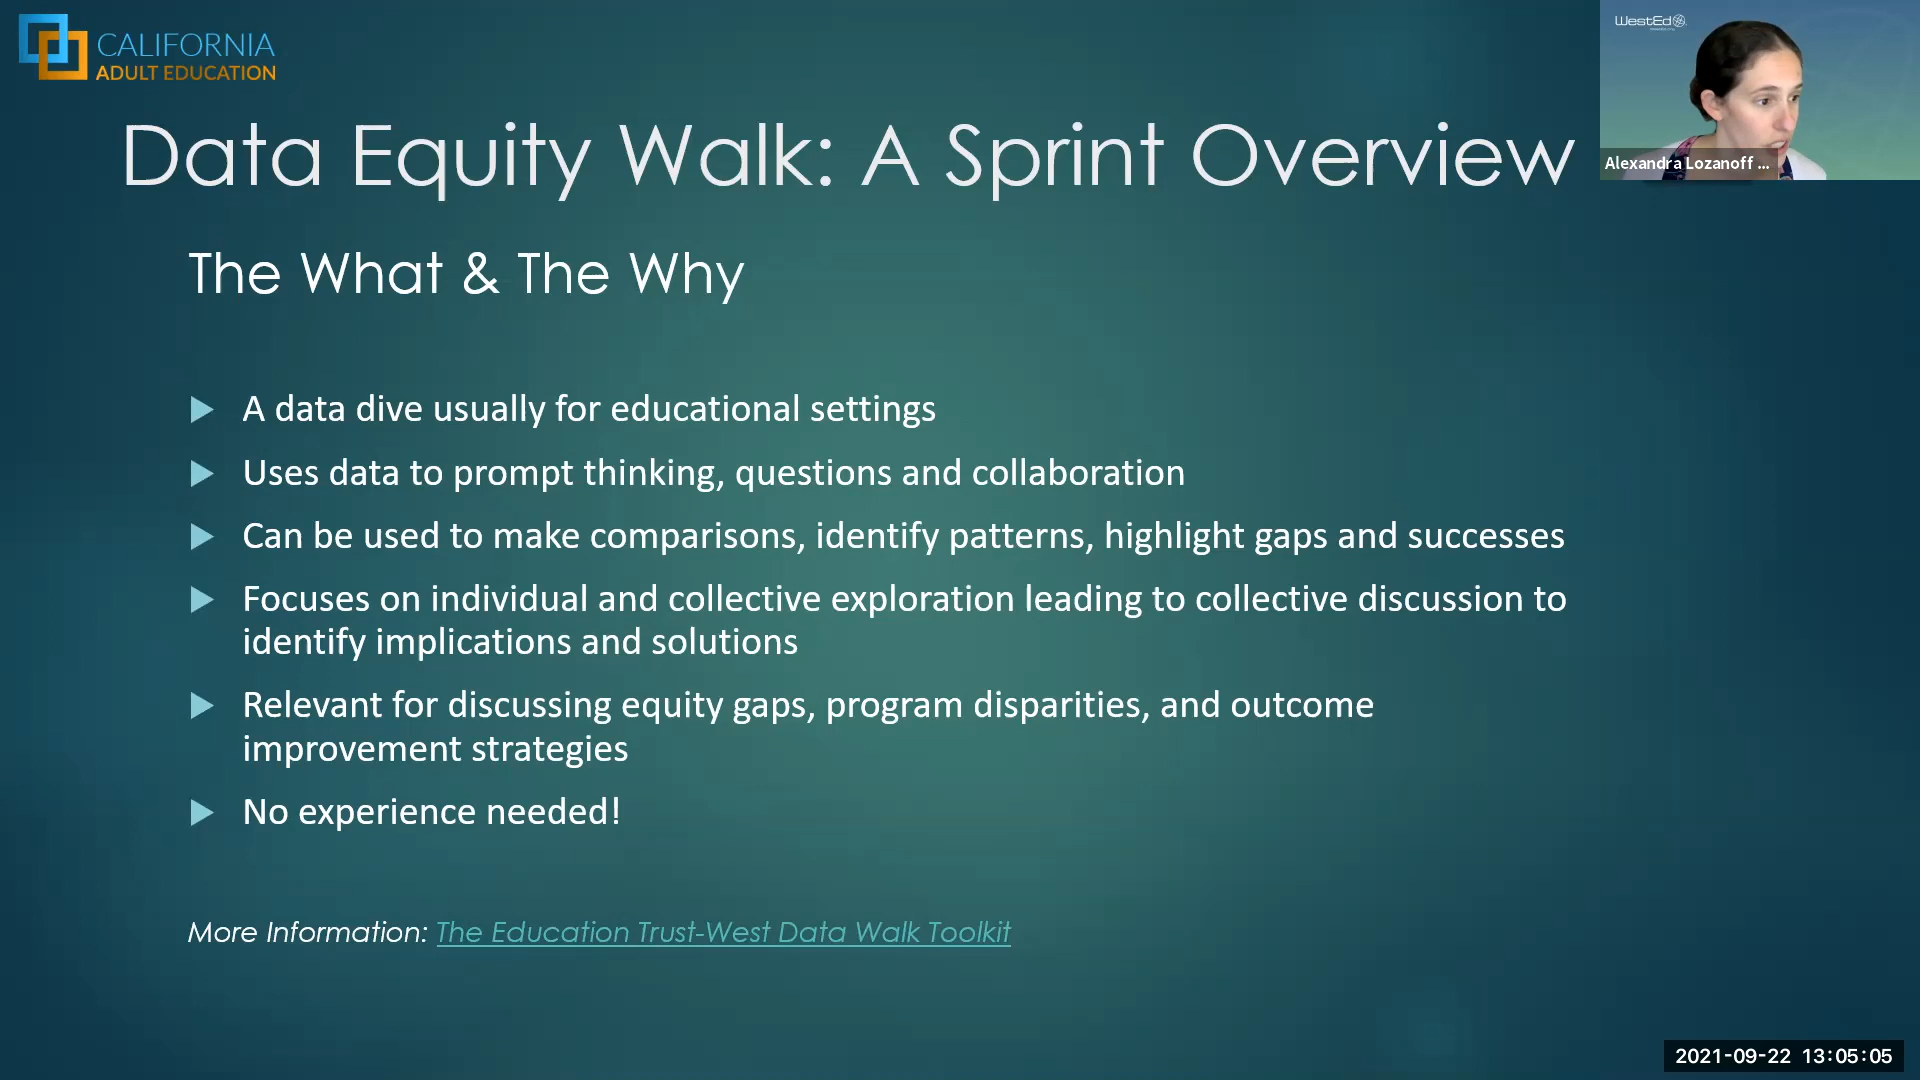 CALIFORNIA
ADULT EDUCATION
WestEd
Alexandra Lozanoff ...
Data Equity Walk: A Sprint Overview
The What & The Why
A data dive usually for educational settings
Uses data to prompt thinking, questions and collaboration
Can be used to make comparisons, identify patterns, highlight gaps and successes
Focuses on individual and collective exploration leading to collective discussion to
identify implications and solutions
Relevant for discussing equity gaps, program disparities, and outcome
improvement strategies
No experience needed!
More Information: The Education Trust-West Data Walk Toolkit
2021-09-22 13:05:05